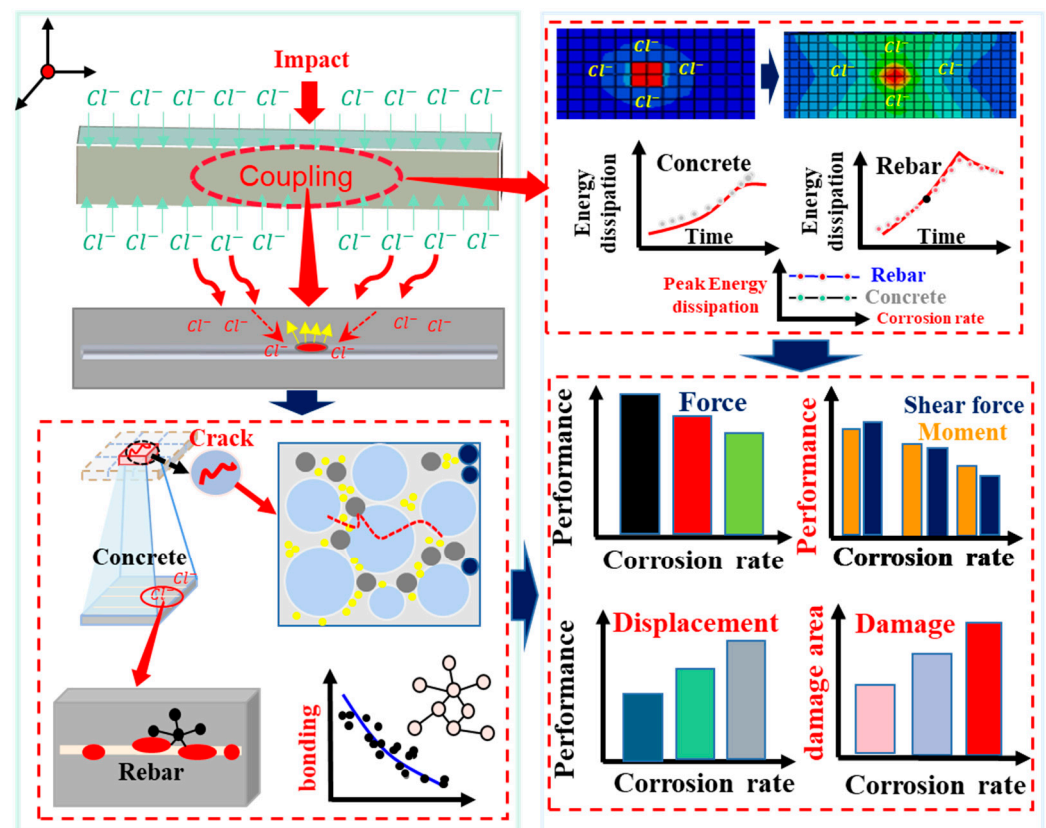 Impact
Cl⁻ Cl⁻ Cl⁻ Cl⁻ Cl⁻ Cl⁻ Cl⁻ Cl⁻ Cl⁻ Cl⁻
Coupling
Cl⁻ Cl⁻ Cl⁻ Cl⁻ Cl⁻ Cl⁻ Cl⁻ Cl⁻ Cl⁻
Cl⁻ Cl⁻ Cl⁻ Cl⁻
Cl⁻ Cl⁻ Cl⁻
Crack
Concrete
Cl⁻
Cl⁻
Rebar
bonding
Cl⁻ Cl⁻
Cl⁻ Cl⁻ Cl⁻ Cl⁻
Cl⁻ Cl⁻
Energy
dissipation
Concrete
Time
Energy
dissipation
Rebar
Time
Peak Energy
dissipation
Rebar
Concrete
Corrosion rate
Performance
Force
Corrosion rate
Performance
Shear force
Moment
Corrosion rate
Performance
Displacement
Corrosion rate
damage area
Damage
Corrosion rate